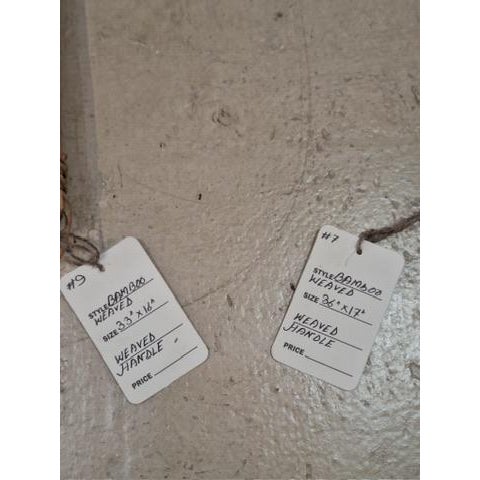 #9
STYLE BAMBOO
WEAVED
SIZE 33" x 16"
WEAVED
HANDLE
PRICE
#7
STYLE BAMBOO
WEAVED
SIZE 36" x 17"
WEAVED
HANDLE
PRICE